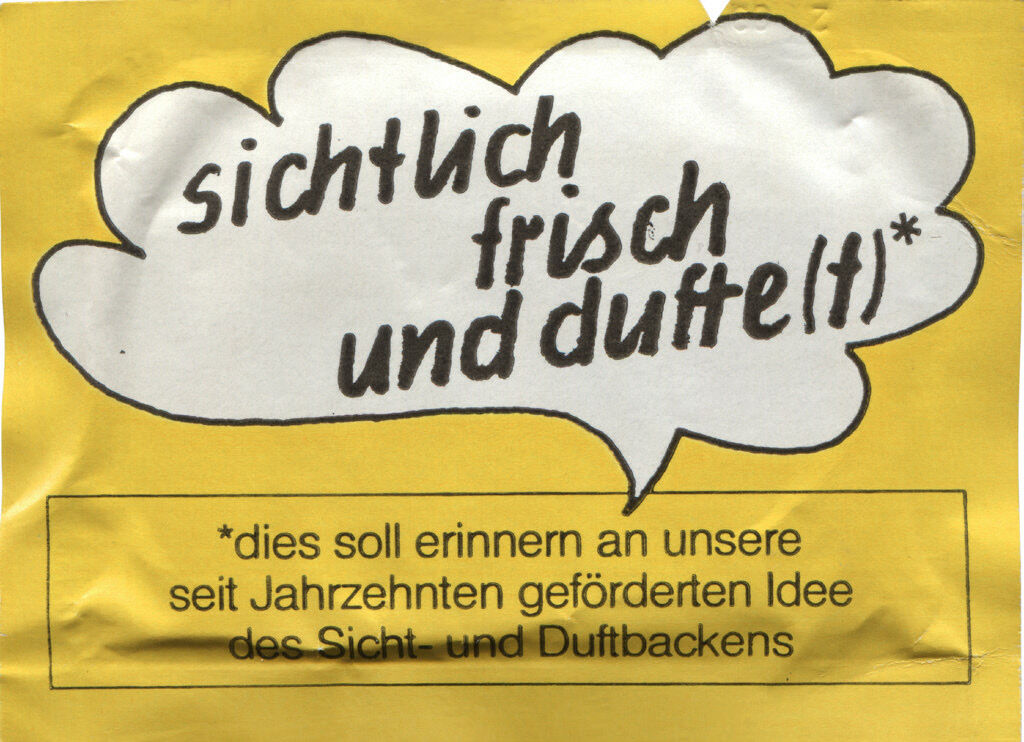 sichtlich
frisch
und dufte(t)*
*dies soll erinnern an unsere
seit Jahrzehnten geförderten Idee
des Sicht- und Duftbackens